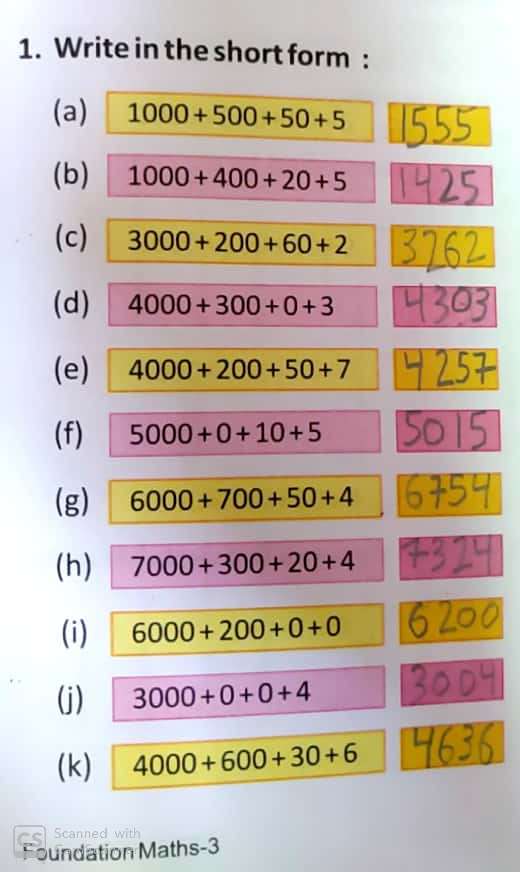 1. Write in the short form :
(a) 1000+500+50+5 1555
(b) 1000+400+20+5 1425
(c) 3000+200+60+2 3262
(d) 4000+300+0+3 4303
(e) 4000+200+50+7 4257
(f) 5000+0+10+5 5015
(g) 6000+700+50+4 6754
(h) 7000+300+20+4 7324
(i) 6000+200+0+0 6200
(j) 3000+0+0+4 3004
(k) 4000+600+30+6 4636
CS Scanned with
Foundation Maths-3